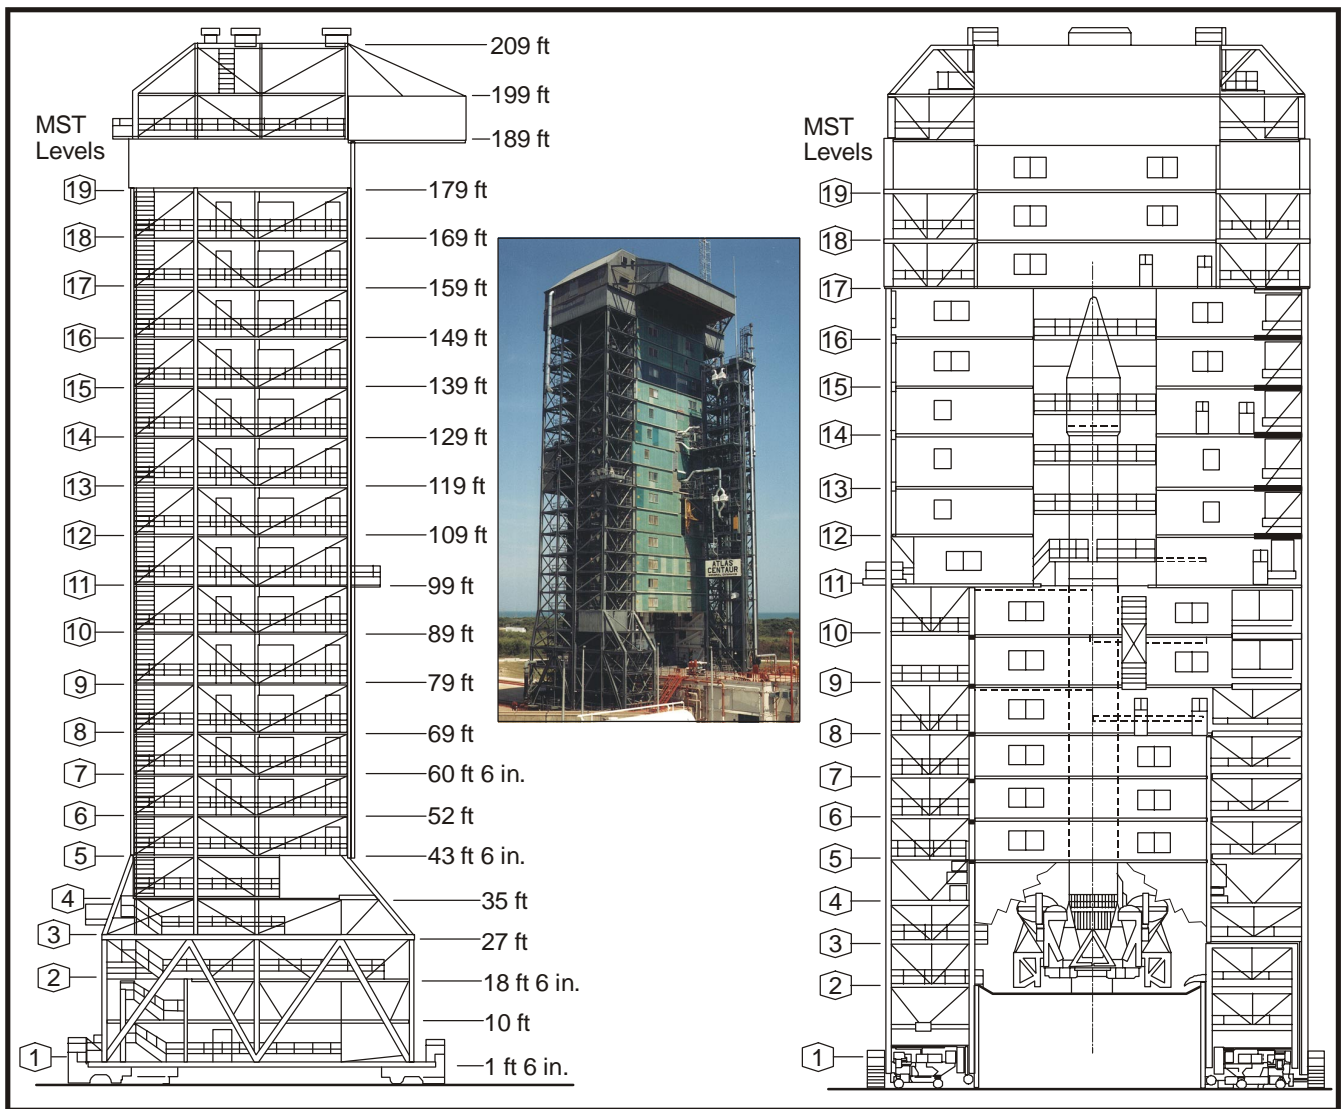 209 ft
199 ft
189 ft
MST
Levels
19
179 ft
18
169 ft
17
159 ft
16
149 ft
15
139 ft
14
129 ft
13
119 ft
12
109 ft
11
99 ft
10
89 ft
9
79 ft
8
69 ft
7
60 ft 6 in.
6
52 ft
5
43 ft 6 in.
4
35 ft
3
27 ft
2
18 ft 6 in.
10 ft
1
1 ft 6 in.
ATLAS
CENTAUR
MST
Levels
19
18
17
16
15
14
13
12
11
10
9
8
7
6
5
4
3
2
1